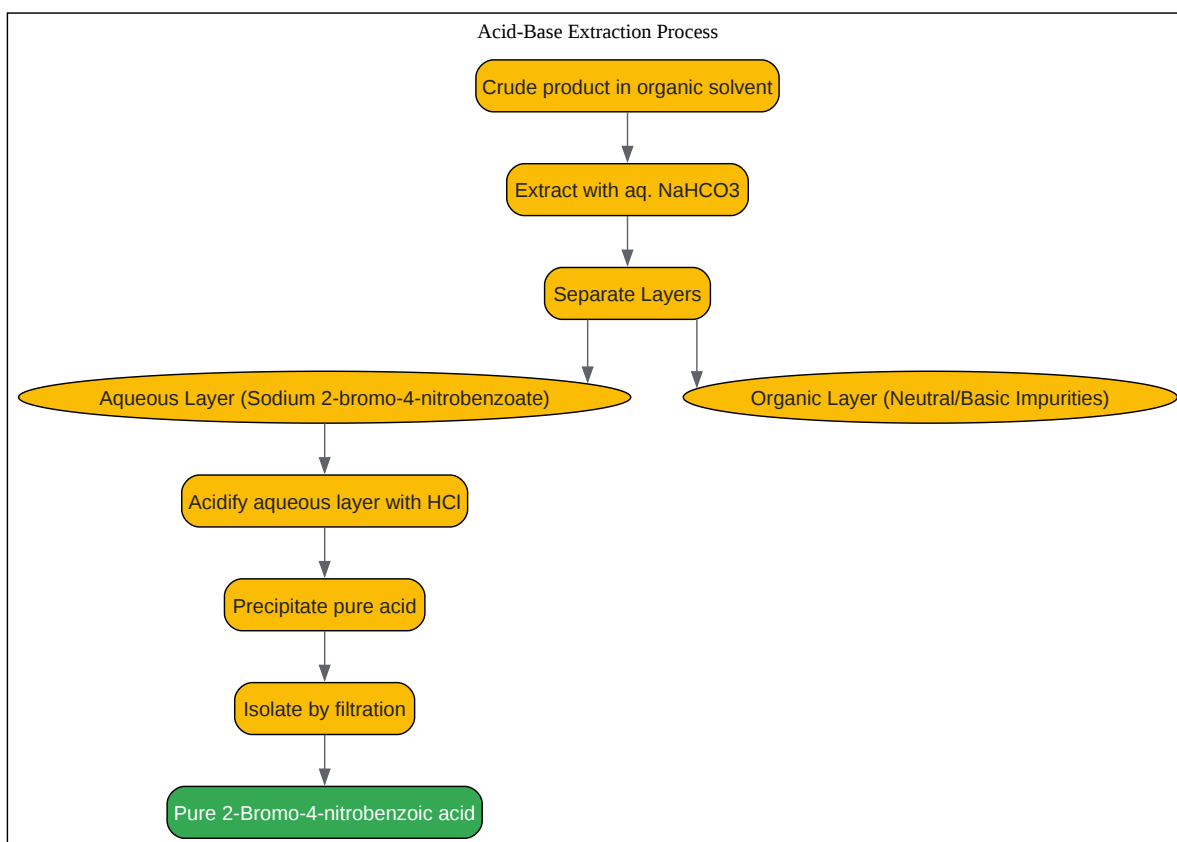 Acid-Base Extraction Process
Crude product in organic solvent
Extract with aq. NaHCO3
Separate Layers
Aqueous Layer (Sodium 2-bromo-4-nitrobenzoate)
Organic Layer (Neutral/Basic Impurities)
Acidify aqueous layer with HCl
Precipitate pure acid
Isolate by filtration
Pure 2-Bromo-4-nitrobenzoic acid